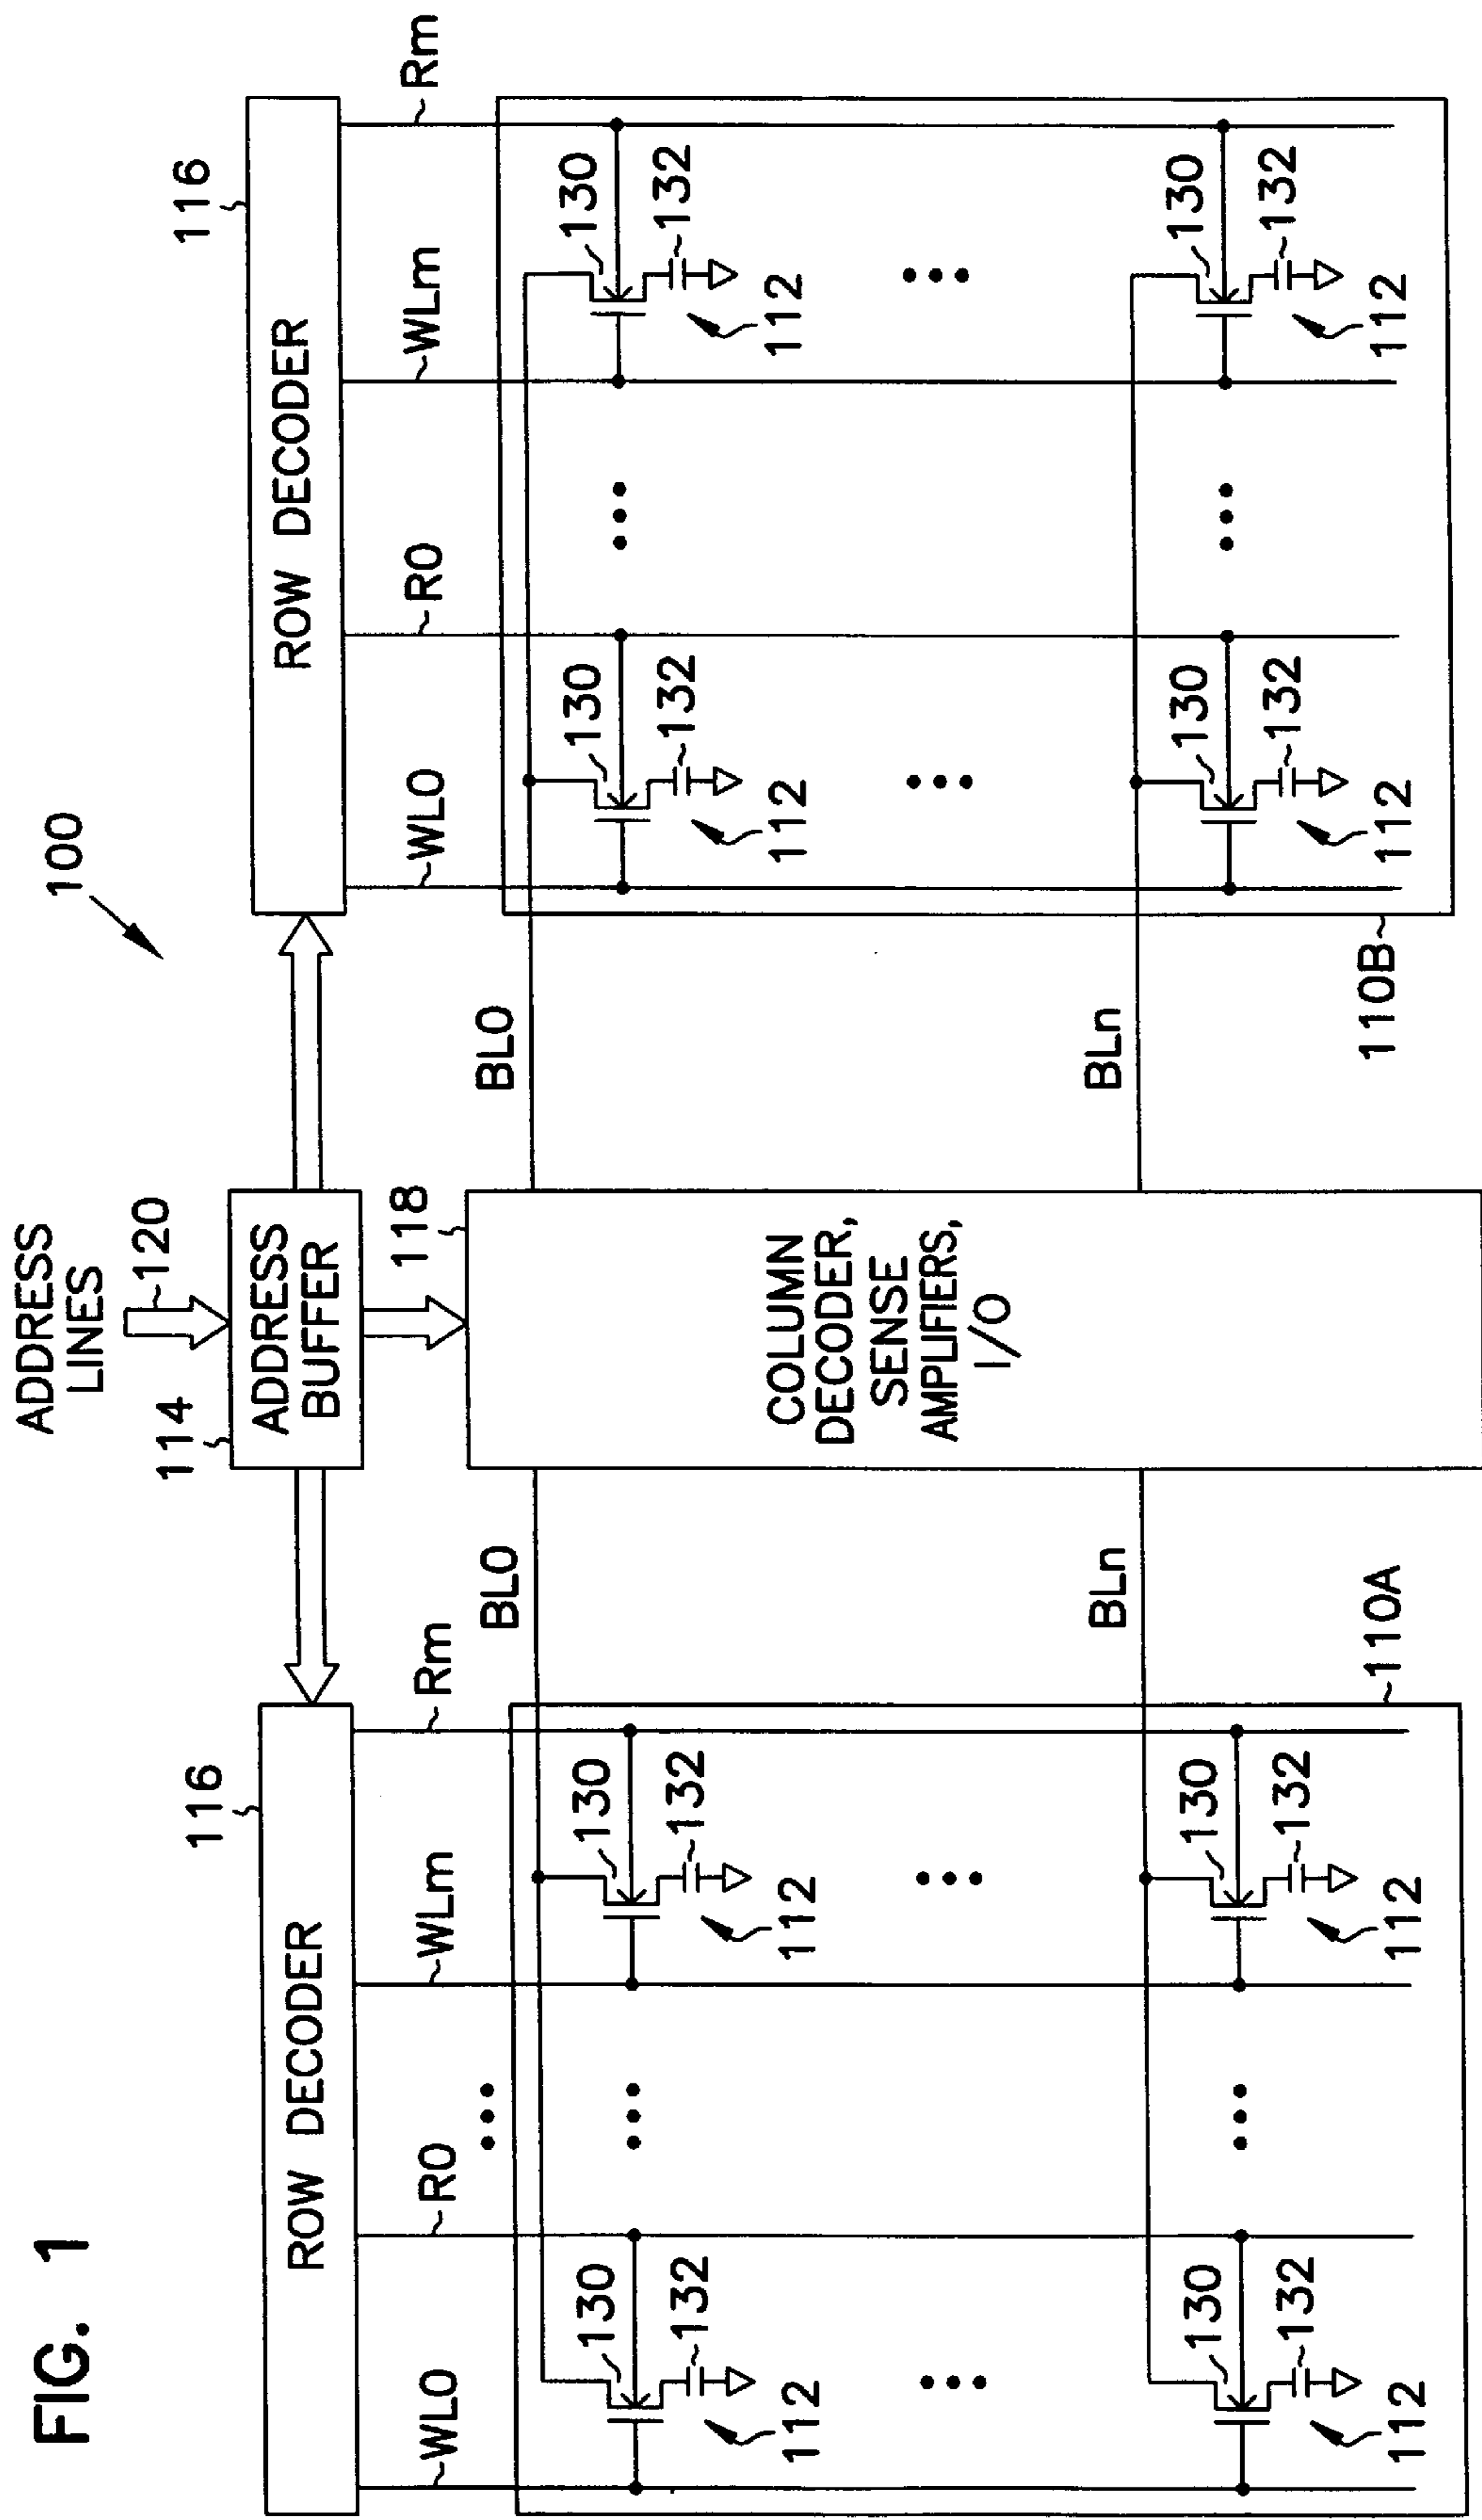 FIG. 1
100
ADDRESS
LINES
120
114
ADDRESS
BUFFER
116
ROW DECODER
116
ROW DECODER
118
WL0
R0
WLm
Rm
WL0
R0
WLm
Rm
BL0
BL0
COLUMN
DECODER,
SENSE
AMPLIFIERS,
I/O
130
132
112
130
132
112
130
132
112
130
132
112
BLn
BLn
130
132
112
130
132
112
130
132
112
130
132
112
110A
110B